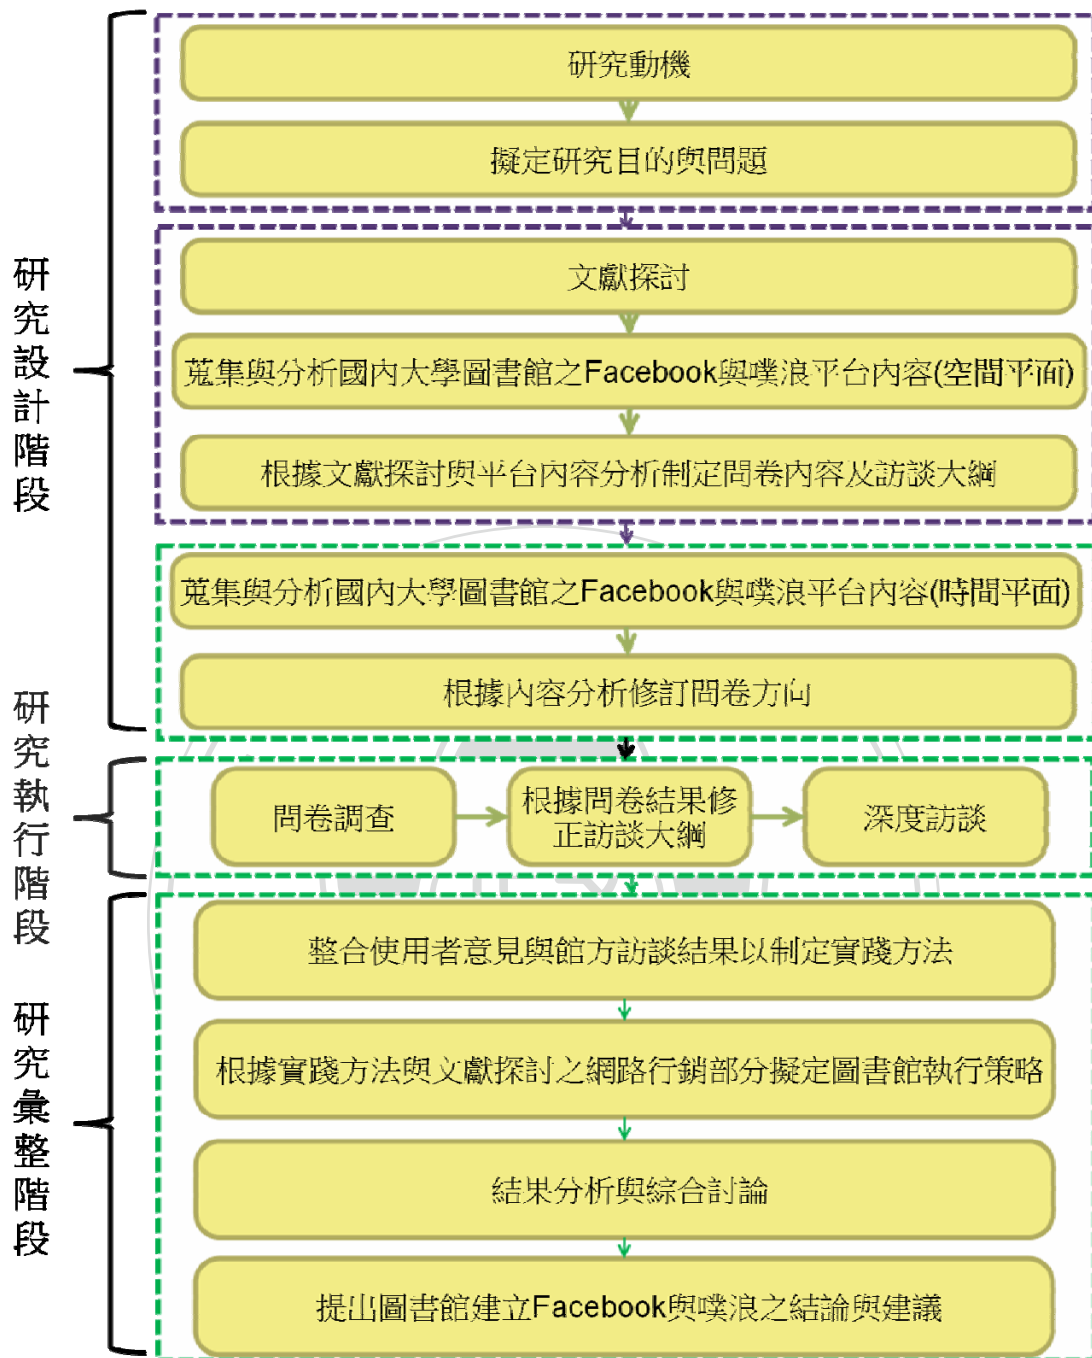 研究設計階段
研究動機
擬定研究目的與問題
文獻探討
蒐集與分析國內大學圖書館之Facebook與噗浪平台內容(空間平面)
根據文獻探討與平台內容分析制定問卷內容及訪談大綱
蒐集與分析國內大學圖書館之Facebook與噗浪平台內容(時間平面)
根據內容分析修訂問卷方向
研究執行階段
問卷調查
根據問卷結果修
正訪談大綱
深度訪談
研究彙整階段
整合使用者意見與館方訪談結果以制定實踐方法
根據實踐方法與文獻探討之網路行銷部分擬定圖書館執行策略
結果分析與綜合討論
提出圖書館建立Facebook與噗浪之結論與建議